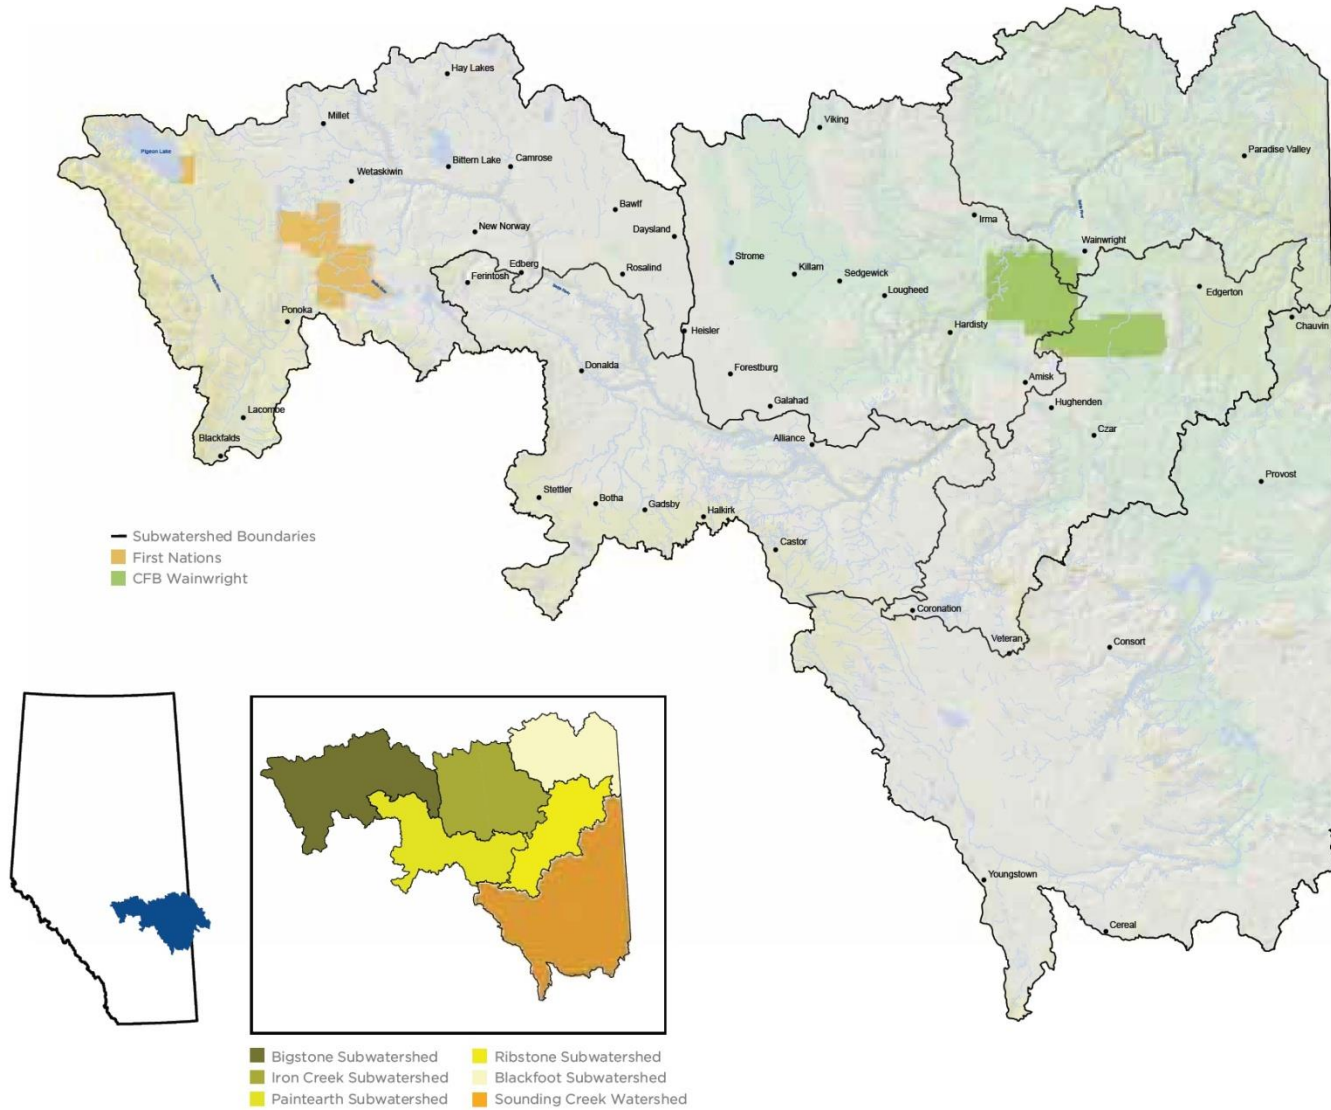 Hay Lakes
Millet
Viking
Pigeon Lake
Paradise Valley
Bittern Lake
Camrose
Wetaskiwin
Bawlf
Irma
New Norway
Daysland
Wainwright
Strome
Edberg
Killam
Sedgewick
Rosalind
Ferintosh
Edgerton
Lougheed
Ponoka
Chauvin
Heisler
Hardisty
Donalda
Forestburg
Amisk
Galahad
Hughenden
Lacombe
Czar
Blackfalds
Alliance
Provost
Stettler
Botha
Gadsby
Halkirk
Subwatershed Boundaries
Castor
First Nations
CFB Wainwright
Coronation
Veteran
Consort
Youngstown
Cereal
Bigstone Subwatershed
Iron Creek Subwatershed
Paintearth Subwatershed
Ribstone Subwatershed
Blackfoot Subwatershed
Sounding Creek Watershed